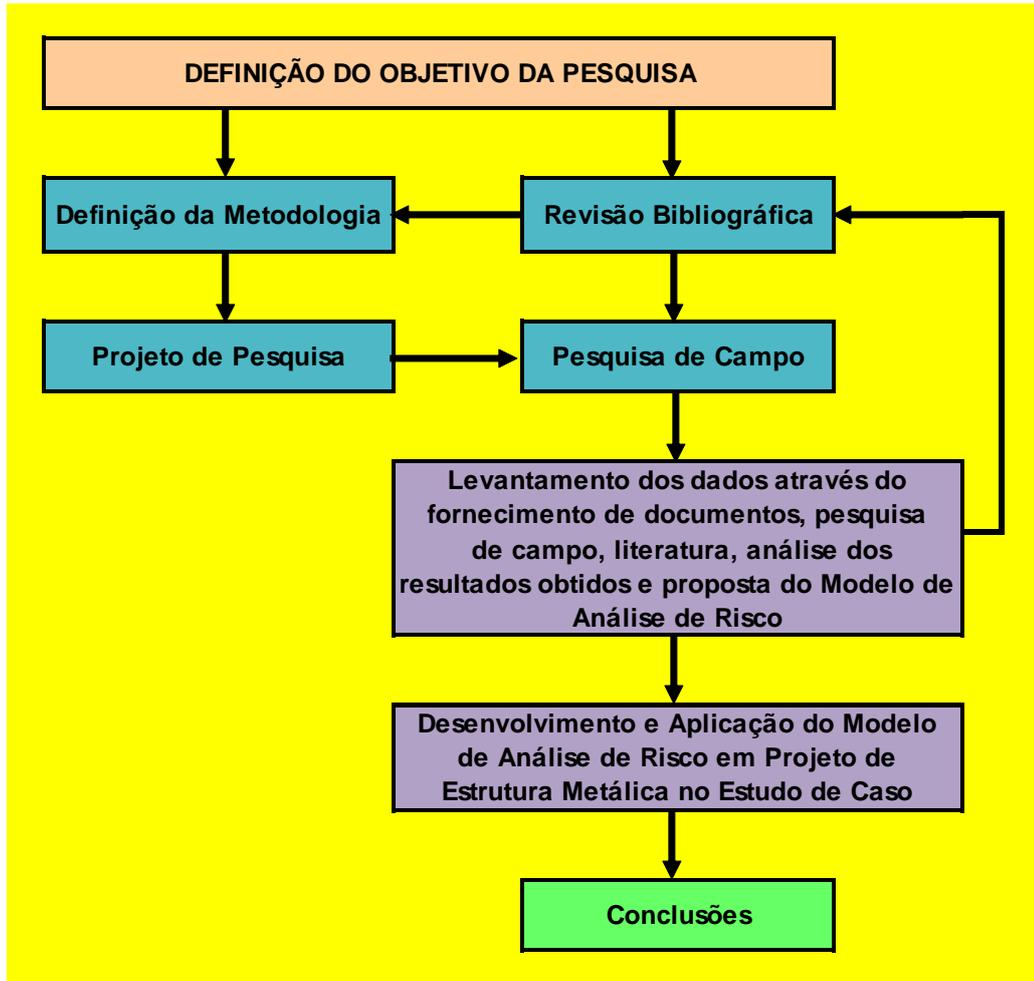 DEFINIÇÃO DO OBJETIVO DA PESQUISA
Definição da Metodologia
Revisão Bibliográfica
Projeto de Pesquisa
Pesquisa de Campo
Levantamento dos dados através do
fornecimento de documentos, pesquisa
de campo, literatura, análise dos
resultados obtidos e proposta do Modelo de
Análise de Risco
Desenvolvimento e Aplicação do Modelo
de Análise de Risco em Projeto de
Estrutura Metálica no Estudo de Caso
Conclusões